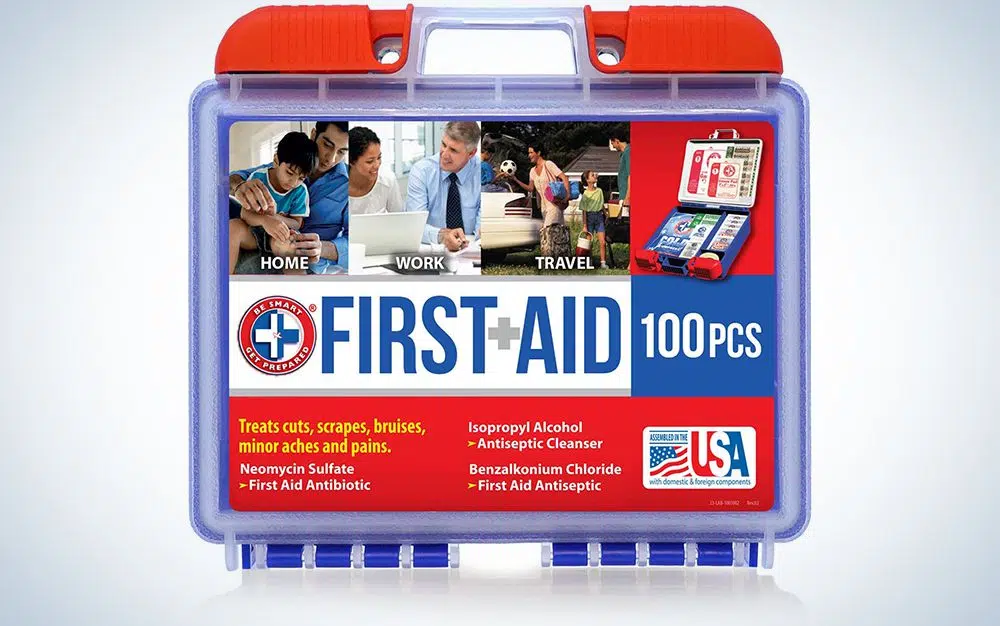 HOME
WORK
TRAVEL
BE SMART
GET PREPARED
®
FIRST+AID
100PCS
Treats cuts, scrapes, bruises,
minor aches and pains.
Neomycin Sulfate
➢First Aid Antibiotic
Isopropyl Alcohol
➢Antiseptic Cleanser
Benzalkonium Chloride
➢First Aid Antiseptic
ASSEMBLED IN THE
USA
with domestic & foreign components